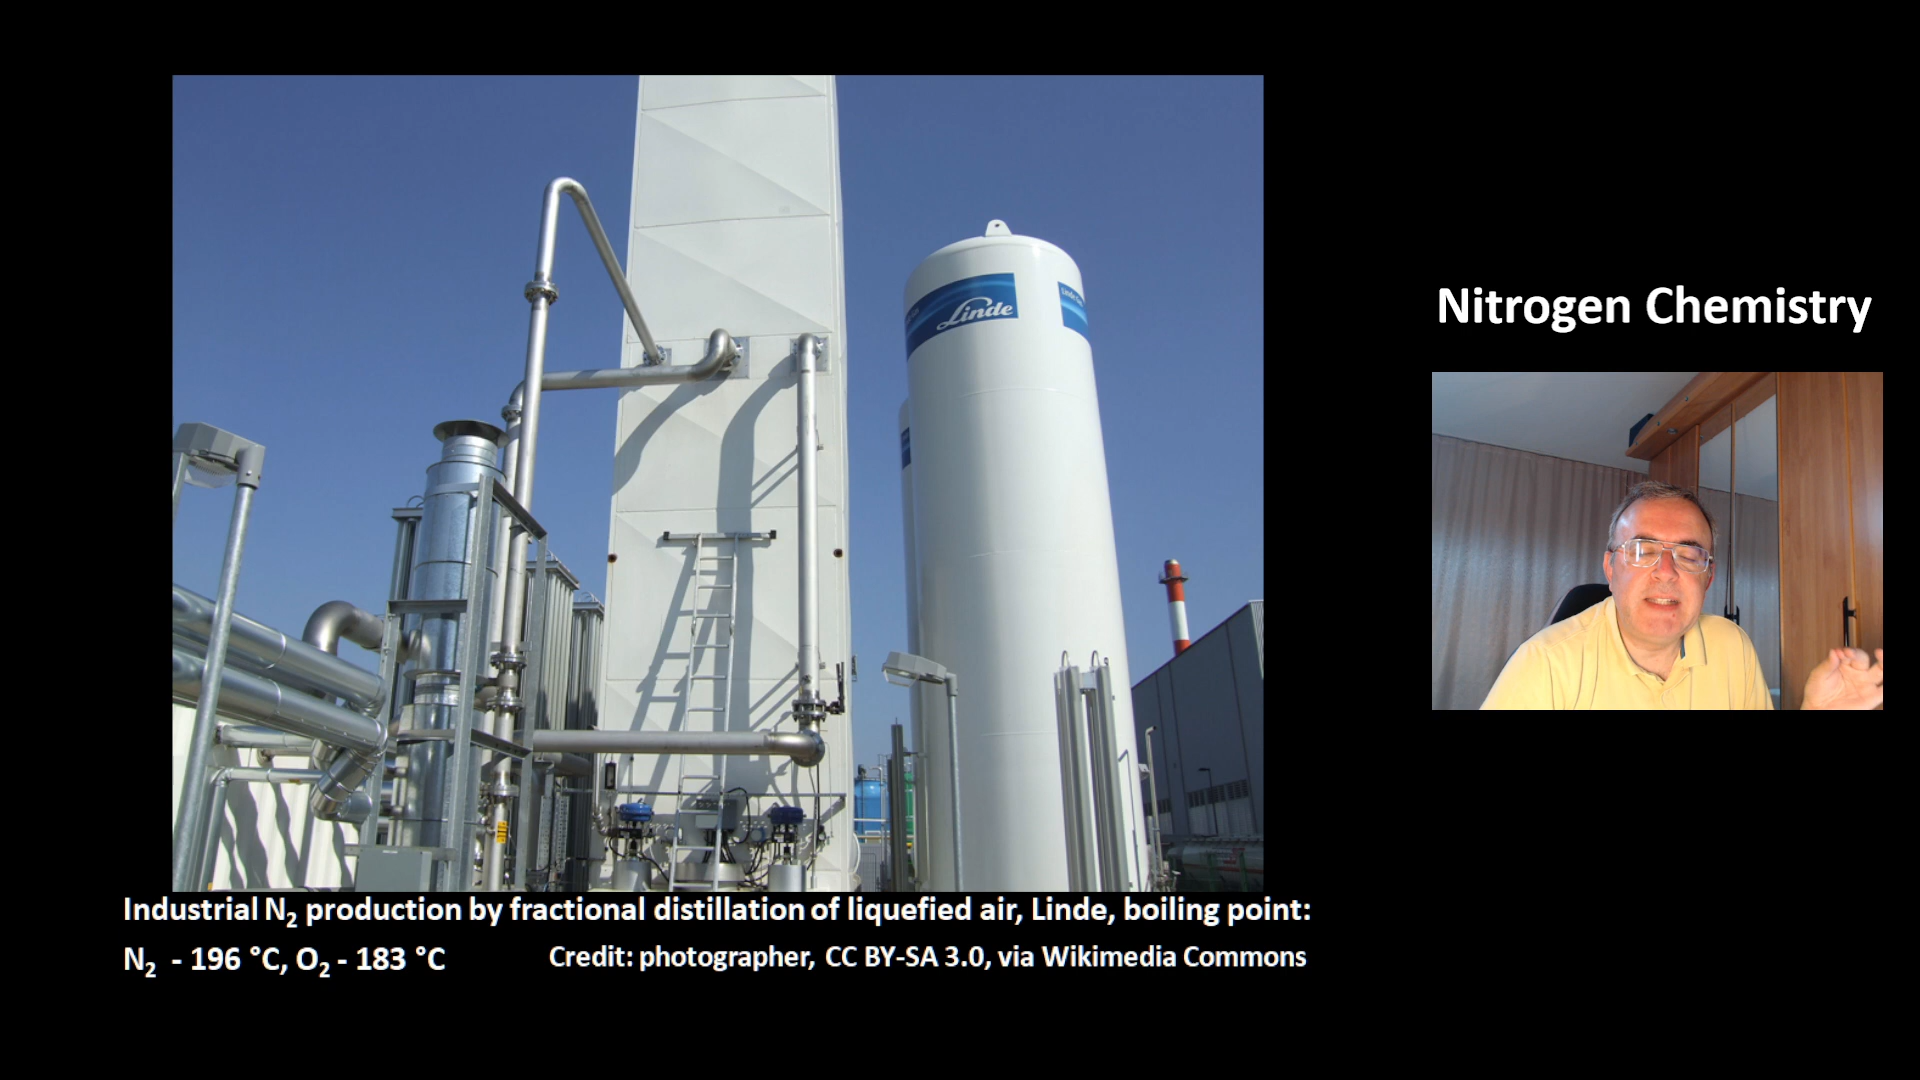 Linde
Nitrogen Chemistry
Industrial N₂ production by fractional distillation of liquefied air, Linde, boiling point:
N₂ - 196 °C, O₂ - 183 °C
Credit: photographer, CC BY-SA 3.0, via Wikimedia Commons